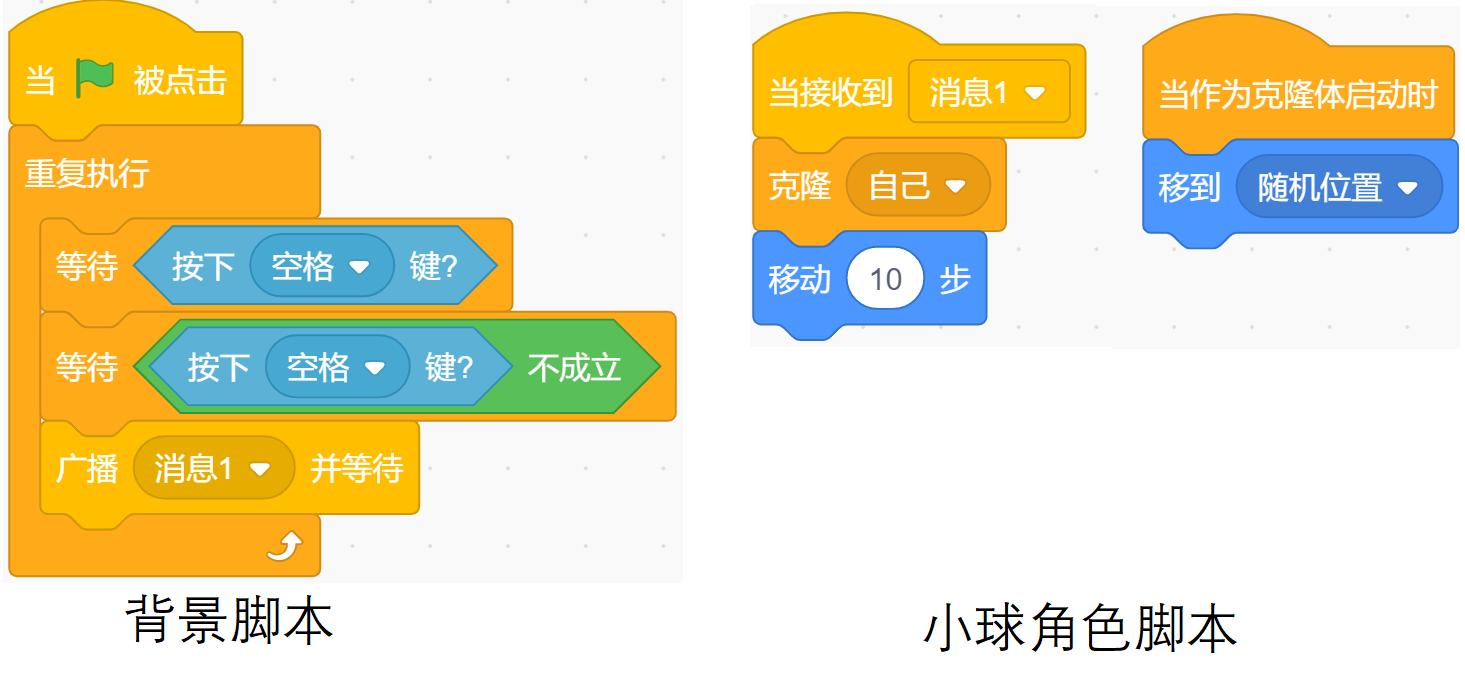 当 被点击
重复执行
等待 按下 空格 键?
等待 按下 空格 键? 不成立
广播 消息1 并等待
背景脚本
当接收到 消息1
克隆 自己
移动 10 步
当作为克隆体启动时
移到 随机位置
小球角色脚本